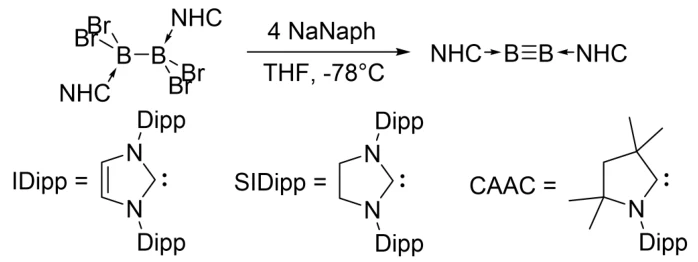 NHC
Br
Br
B–B
Br
Br
NHC
4 NaNaph
THF, -78°C
NHC→B≡B←NHC
Dipp
N
IDipp =
:
N
Dipp
Dipp
N
SIDipp =
:
N
Dipp
CAAC =
:
N
Dipp